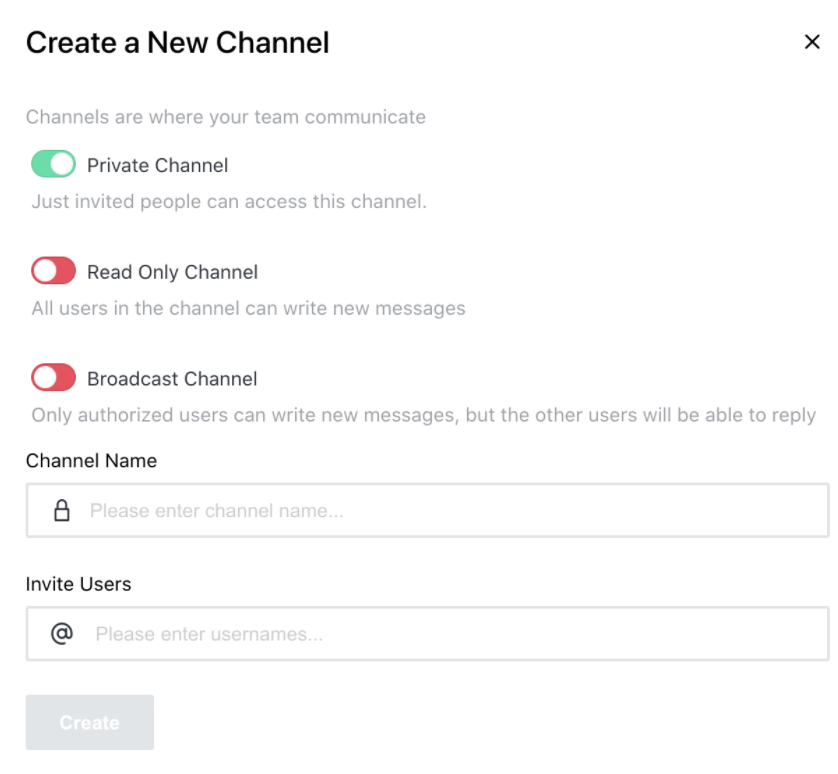 Create a New Channel
Channels are where your team communicate
Private Channel
Just invited people can access this channel.
Read Only Channel
All users in the channel can write new messages
Broadcast Channel
Only authorized users can write new messages, but the other users will be able to reply
Channel Name
Please enter channel name...
Invite Users
@ Please enter usernames...
Create